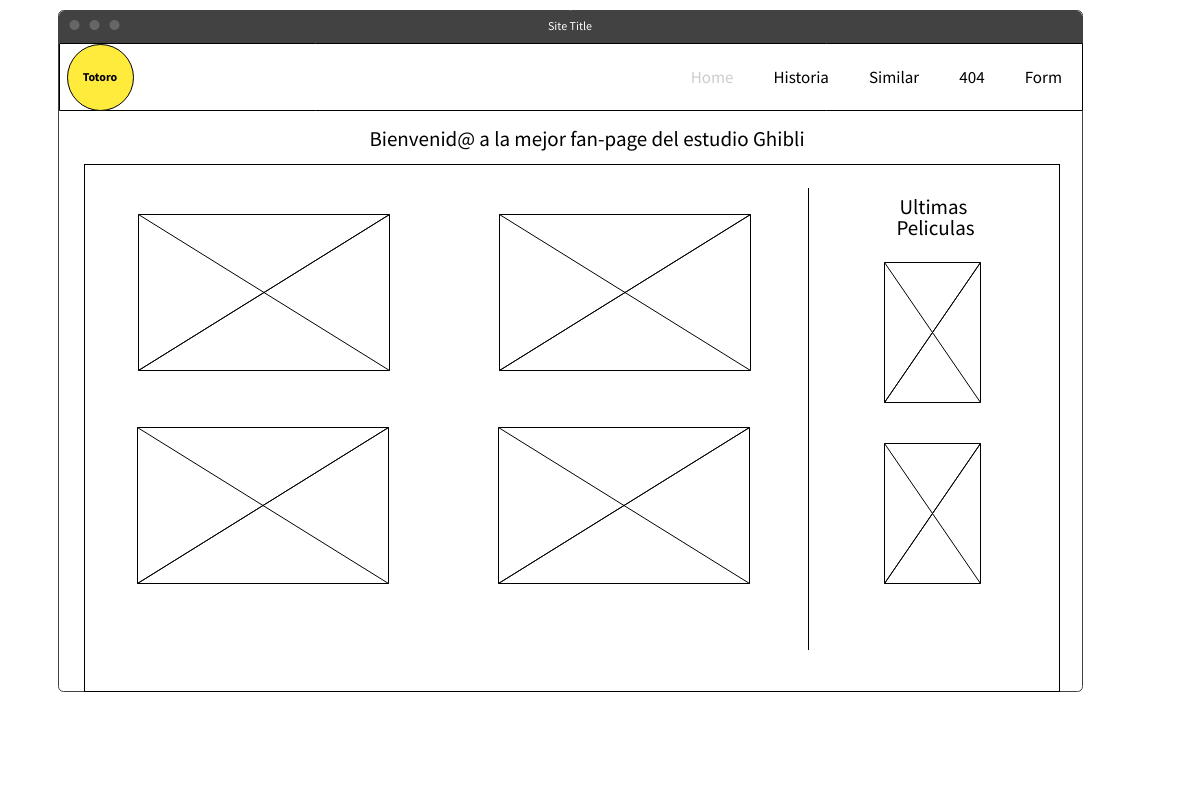 Site Title
Totoro
Home Historia Similar 404 Form
Bienvenid@ a la mejor fan-page del estudio Ghibli
Ultimas
Peliculas